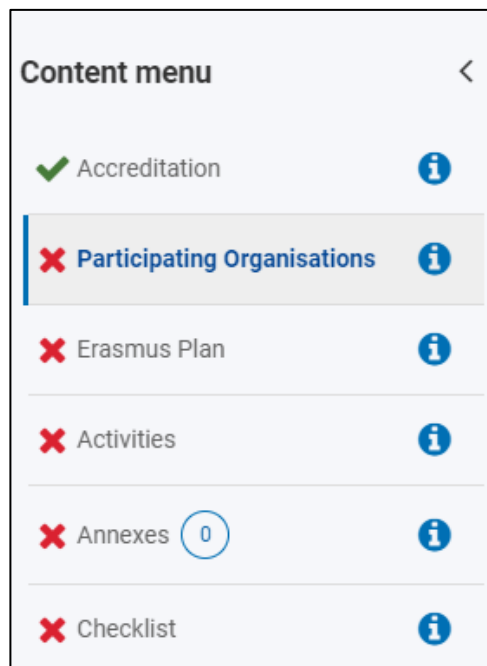 Content menu
Accreditation
Participating Organisations
Erasmus Plan
Activities
Annexes 0
Checklist